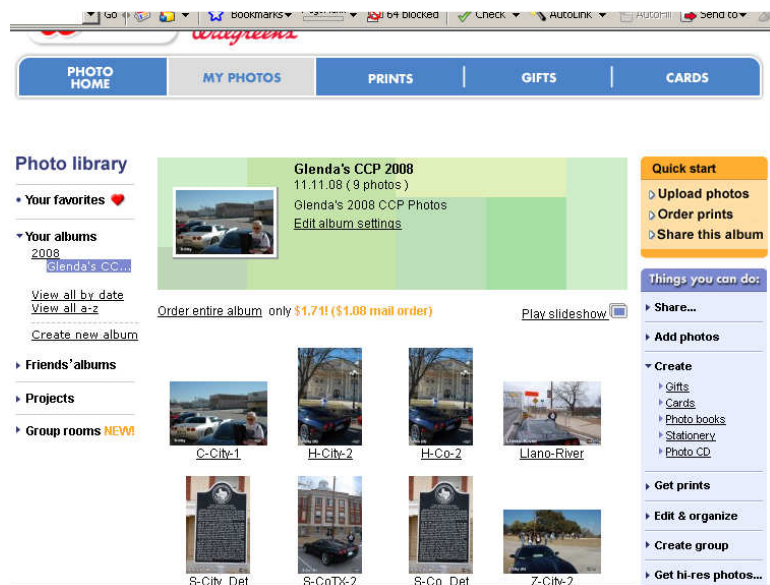 Go
Bookmarks
64 blocked
Check
AutoLink
AutoFill
Send to
Walgreens
PHOTO HOME
MY PHOTOS
PRINTS
GIFTS
CARDS
Photo library
Your favorites
Your albums
2008
Glenda's CC...
View all by date
View all a-z
Create new album
Friends' albums
Projects
Group rooms NEW!
Glenda's CCP 2008
11.11.08 ( 9 photos )
Glenda's 2008 CCP Photos
Edit album settings
Order entire album only $1.71! ($1.08 mail order)
Play slideshow
C-City-1
H-City-2
H-Co-2
Llano-River
S-City_Det
S-CoTX-2
S-Co_Det
Z-City-2
Quick start
Upload photos
Order prints
Share this album
Things you can do:
Share...
Add photos
Create
Gifts
Cards
Photo books
Stationery
Photo CD
Get prints
Edit & organize
Create group
Get hi-res photos...